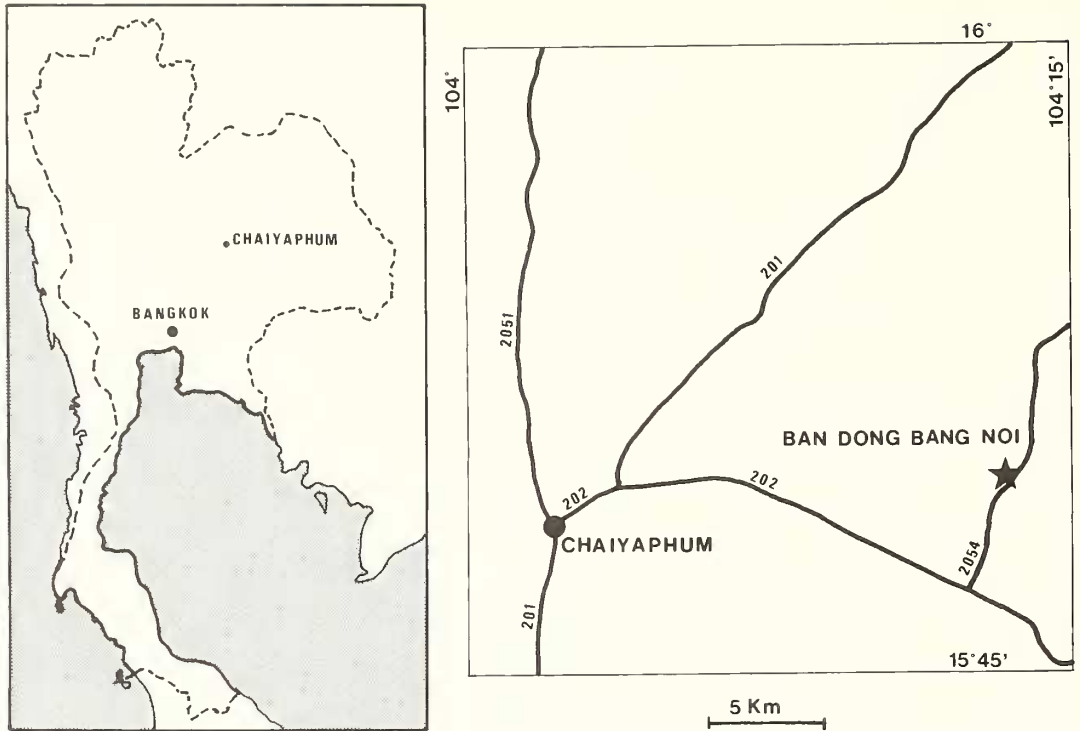 CHAIYAPHUM
BANGKOK
16°
104°
104°15'
201
2051
BAN DONG BANG NOI
202
202
CHAIYAPHUM
2054
201
15°45'
5 Km